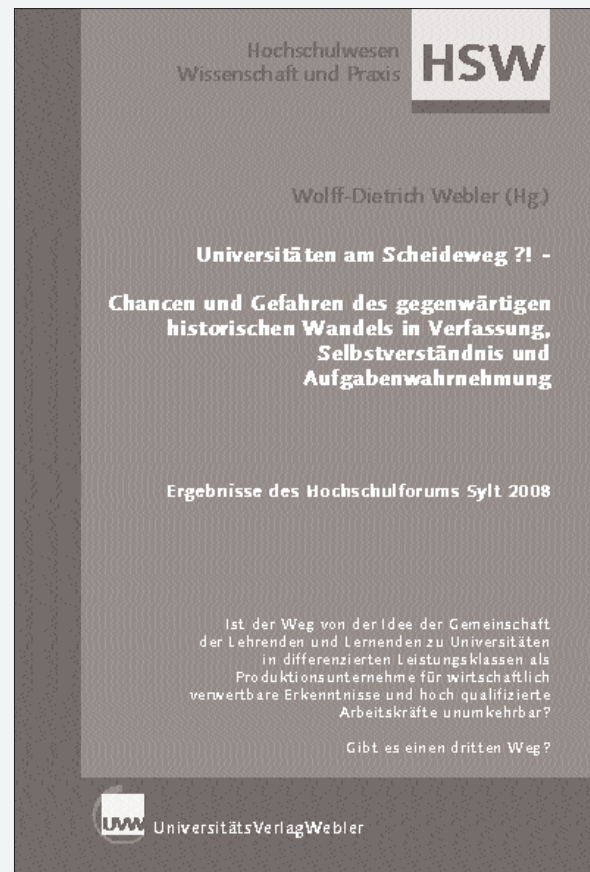 Hochschulwesen
Wissenschaft und Praxis
HSW
Wolff-Dietrich Webler (Hg.)
Universitäten am Scheideweg ?! -
Chancen und Gefahren des gegenwärtigen
historischen Wandels in Verfassung,
Selbstverständnis und
Aufgabenwahrnehmung
Ergebnisse des Hochschulforums Sylt 2008
Ist der Weg von der Idee der Gemeinschaft
der Lehrenden und Lernenden zu Universitäten
in differenzierten Leistungsklassen als
Produktionsunternehme für wirtschaftlich
verwertbare Erkenntnisse und hoch qualifizierte
Arbeitskräfte unumkehrbar?
Gibt es einen dritten Weg?
UVW UniversitätsVerlagWebler